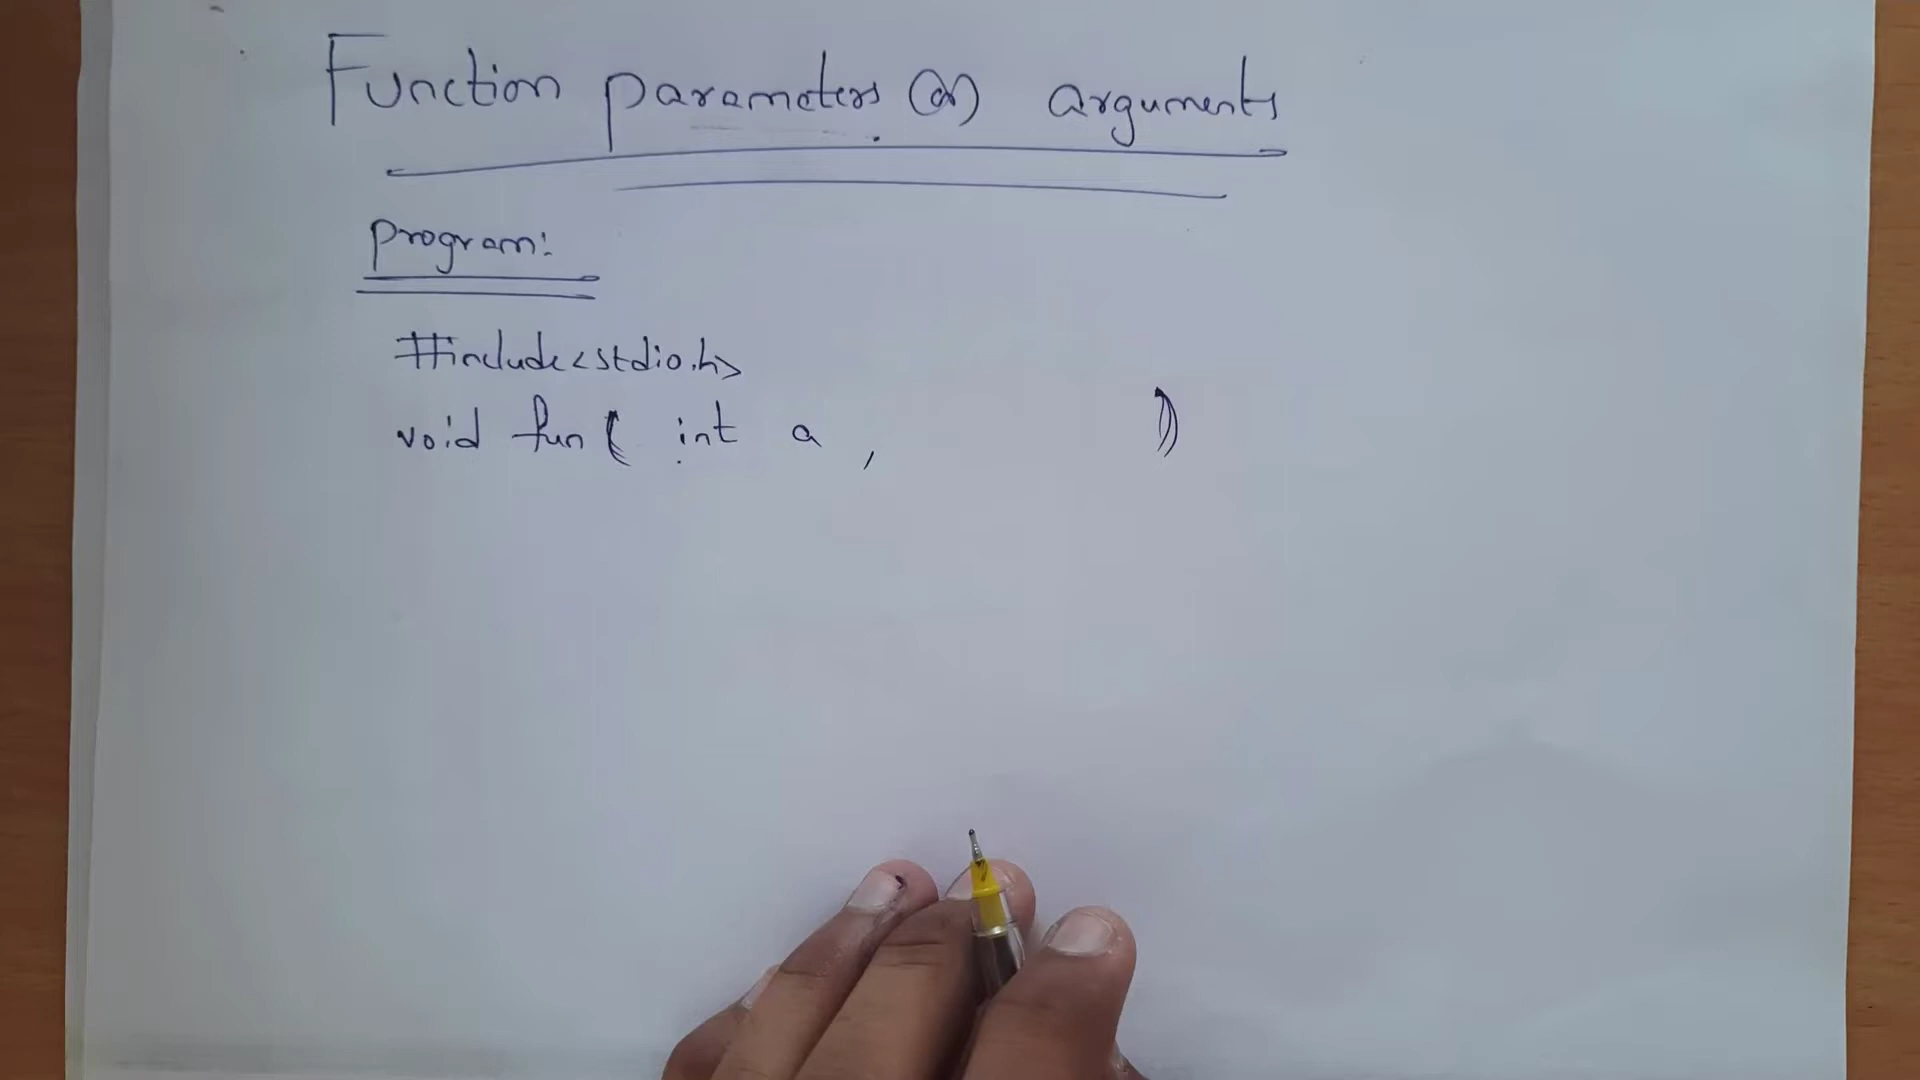 Function parameters (or) arguments
program:
#include<stdio.h>
void fun( int a , )